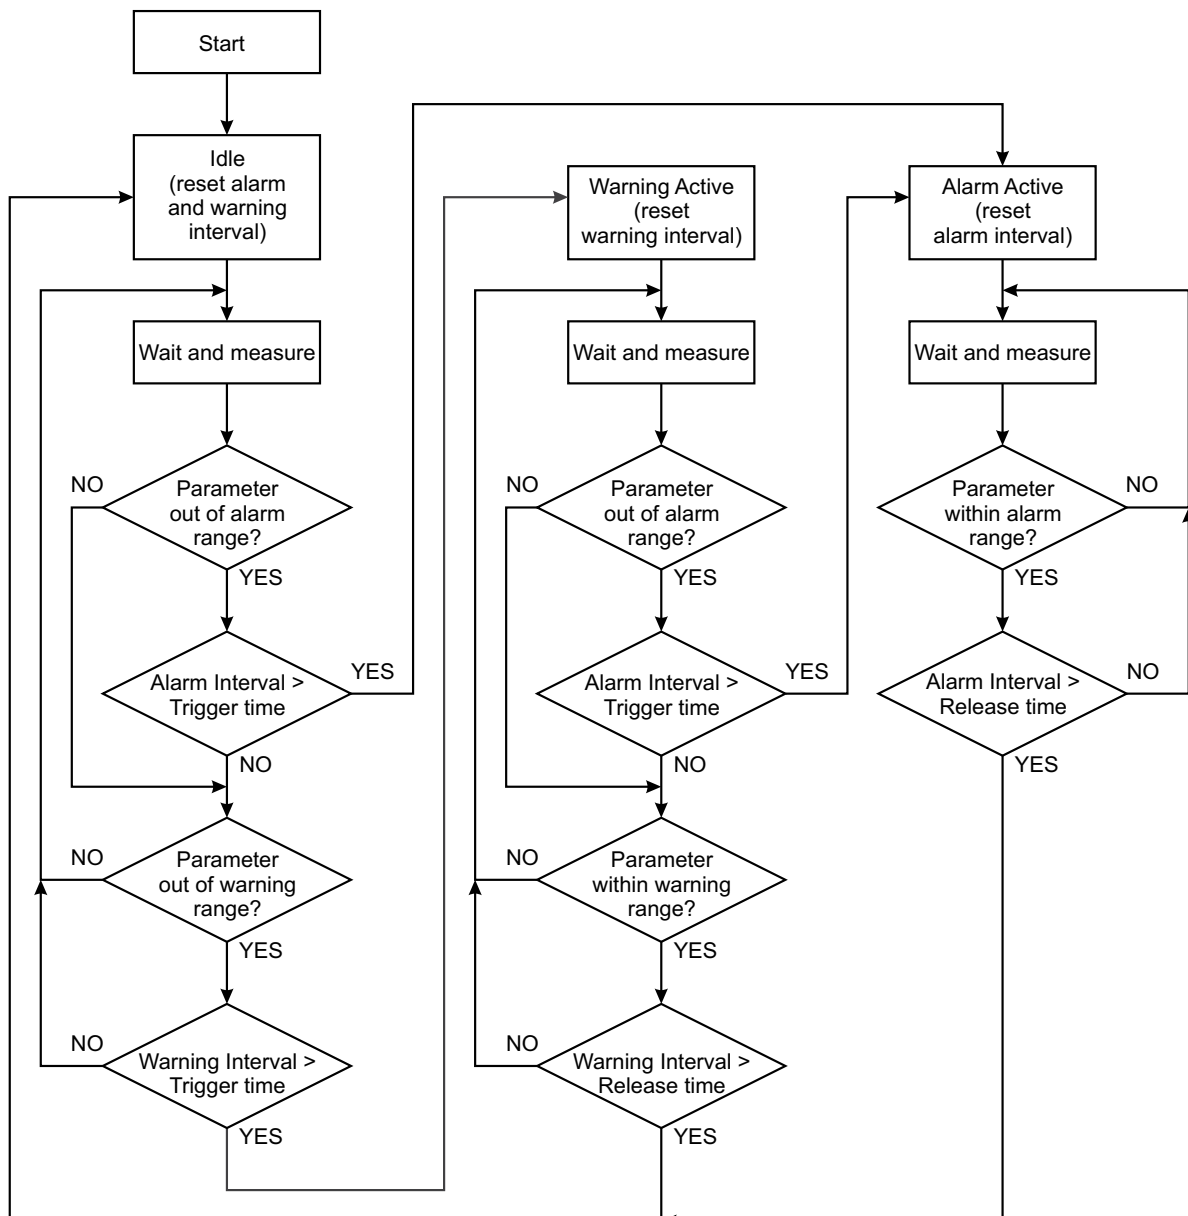 Start
Idle
(reset alarm
and warning
interval)
Wait and measure
NO
Parameter
out of alarm
range?
YES
Alarm Interval >
Trigger time
YES
NO
NO
Parameter
out of warning
range?
YES
NO
Warning Interval >
Trigger time
YES
Warning Active
(reset
warning interval)
Wait and measure
NO
Parameter
out of alarm
range?
YES
Alarm Interval >
Trigger time
YES
NO
NO
Parameter
within warning
range?
YES
NO
Warning Interval >
Release time
YES
Alarm Active
(reset
alarm interval)
Wait and measure
Parameter
within alarm
range?
NO
YES
Alarm Interval >
Release time
NO
YES